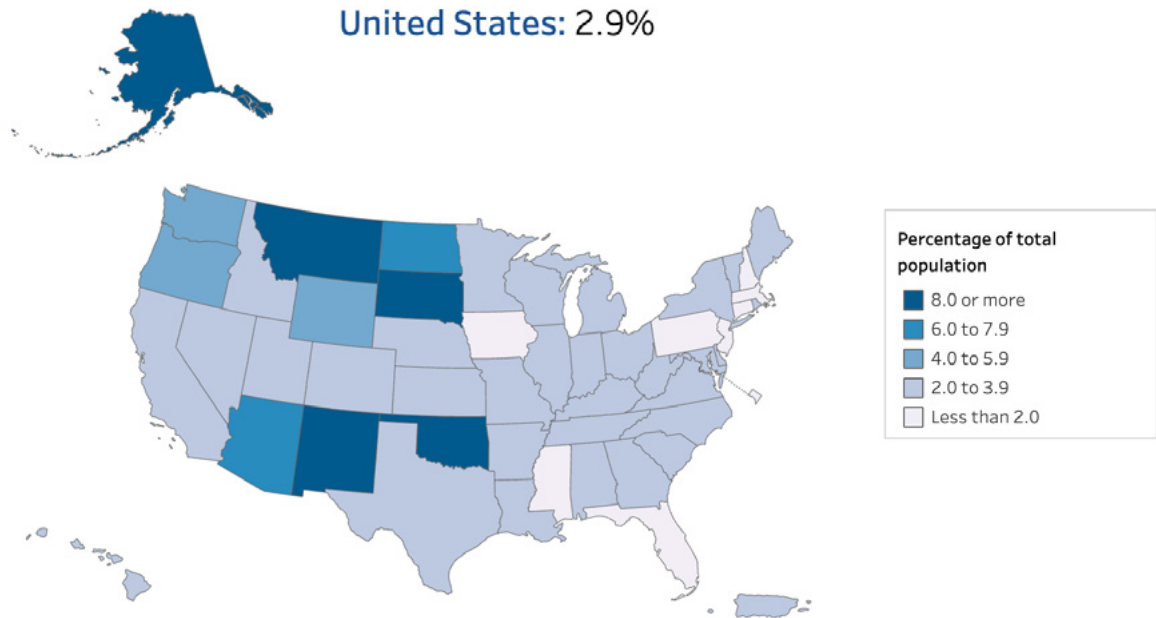 United States: 2.9%
Percentage of total
population
8.0 or more
6.0 to 7.9
4.0 to 5.9
2.0 to 3.9
Less than 2.0